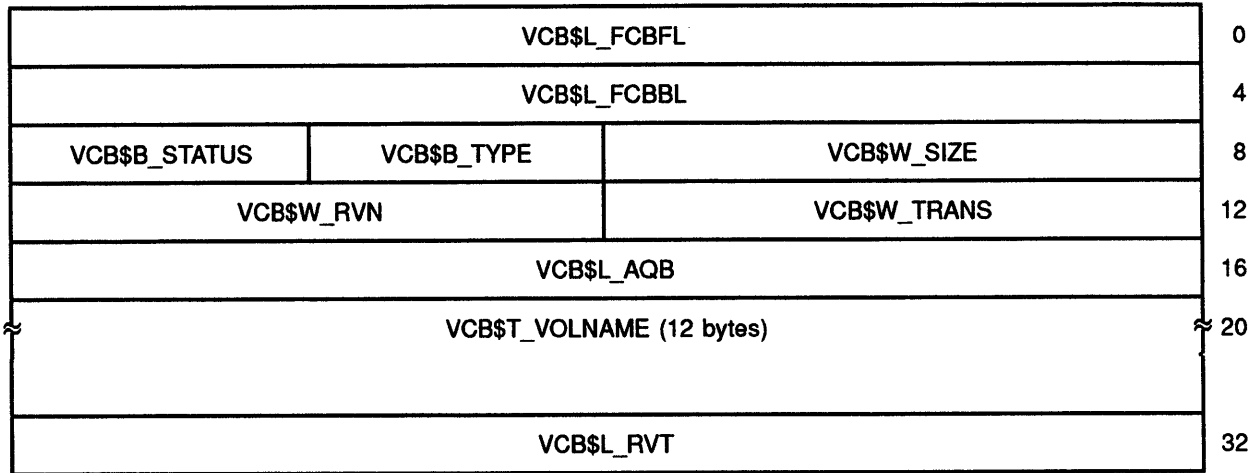 VCB$L_FCBFL 0
VCB$L_FCBBL 4
VCB$B_STATUS VCB$B_TYPE VCB$W_SIZE 8
VCB$W_RVN VCB$W_TRANS 12
VCB$L_AQB 16
VCB$T_VOLNAME (12 bytes) 20
VCB$L_RVT 32